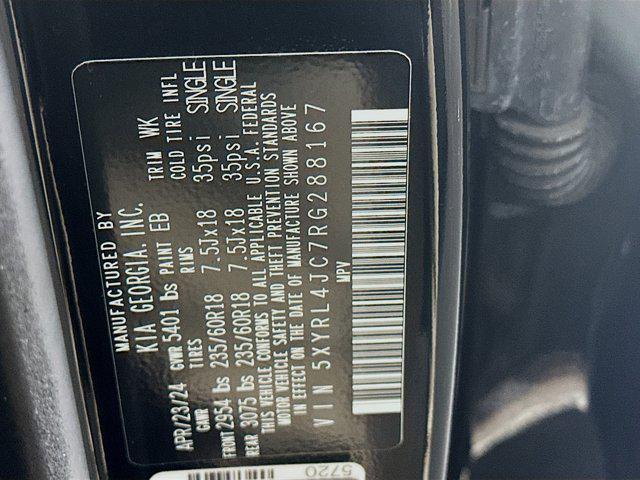 MANUFACTURED BY
KIA GEORGIA, INC.
APR/23/24 GVWR 5401 lbs PAINT EB TRIM WK
GAWR TIRES RIMS COLD TIRE INFL
FRONT 2954 lbs 235/60R18 7.5Jx18 35psi SINGLE
REAR 3075 lbs 235/60R18 7.5Jx18 35psi SINGLE
THIS VEHICLE CONFORMS TO ALL APPLICABLE U.S.A. FEDERAL
MOTOR VEHICLE SAFETY AND THEFT PREVENTION STANDARDS
IN EFFECT ON THE DATE OF MANUFACTURE SHOWN ABOVE
VIN 5XYRL4JC7RG288167
MPV
5720